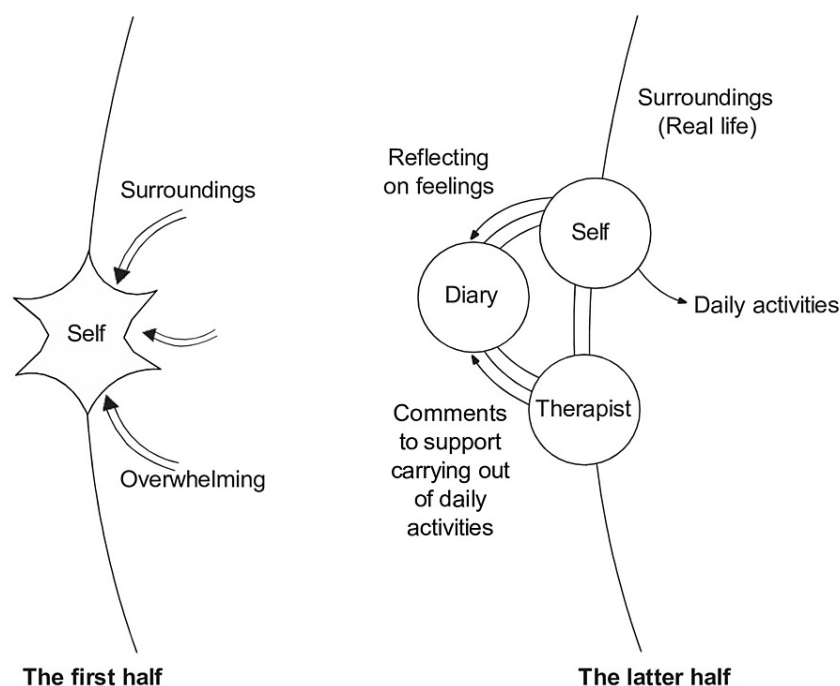 Surroundings
Self
Overwhelming
The first half
Surroundings
(Real life)
Reflecting
on feelings
Self
Diary
Daily activities
Therapist
Comments
to support
carrying out
of daily
activities
The latter half